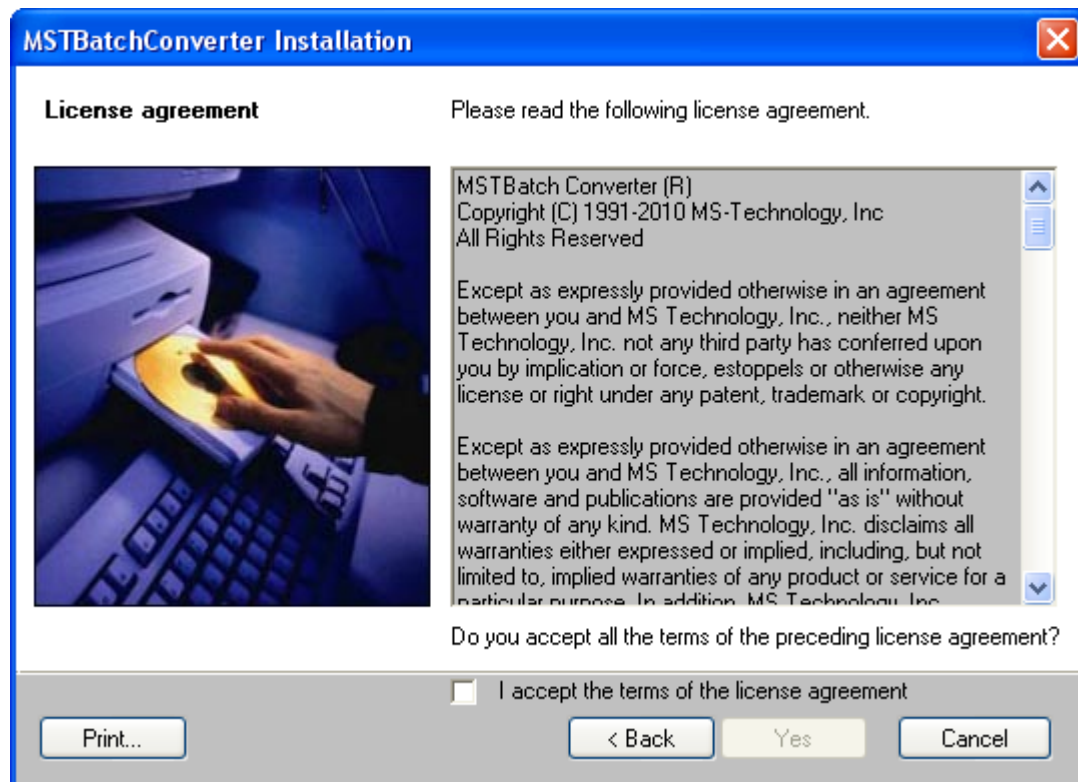 MSTBatchConverter Installation
License agreement
Please read the following license agreement.
MSTBatch Converter (R)
Copyright (C) 1991-2010 MS-Technology, Inc
All Rights Reserved
Except as expressly provided otherwise in an agreement
between you and MS Technology, Inc., neither MS
Technology, Inc. not any third party has conferred upon
you by implication or force, estoppels or otherwise any
license or right under any patent, trademark or copyright.
Except as expressly provided otherwise in an agreement
between you and MS Technology, Inc., all information,
software and publications are provided "as is" without
warranty of any kind. MS Technology, Inc. disclaims all
warranties either expressed or implied, including, but not
limited to, implied warranties of any product or service for a
particular purpose. In addition, MS Technology, Inc.
Do you accept all the terms of the preceding license agreement?
I accept the terms of the license agreement
Print...
< Back
Yes
Cancel